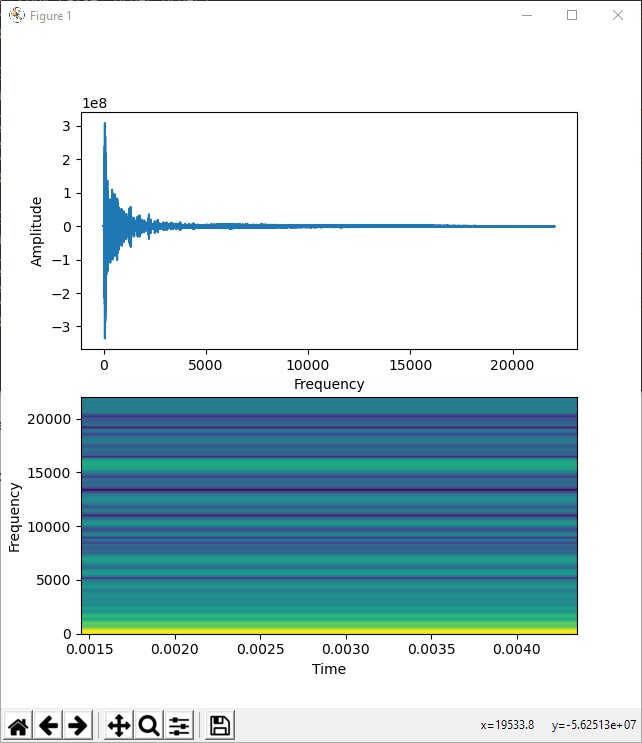 Figure 1
1e8
3
2
1
0
−1
−2
−3
Amplitude
0 5000 10000 15000 20000
Frequency
20000
15000
10000
5000
0
Frequency
0.0015 0.0020 0.0025 0.0030 0.0035 0.0040
Time
x=19533.8 y=-5.62513e+07